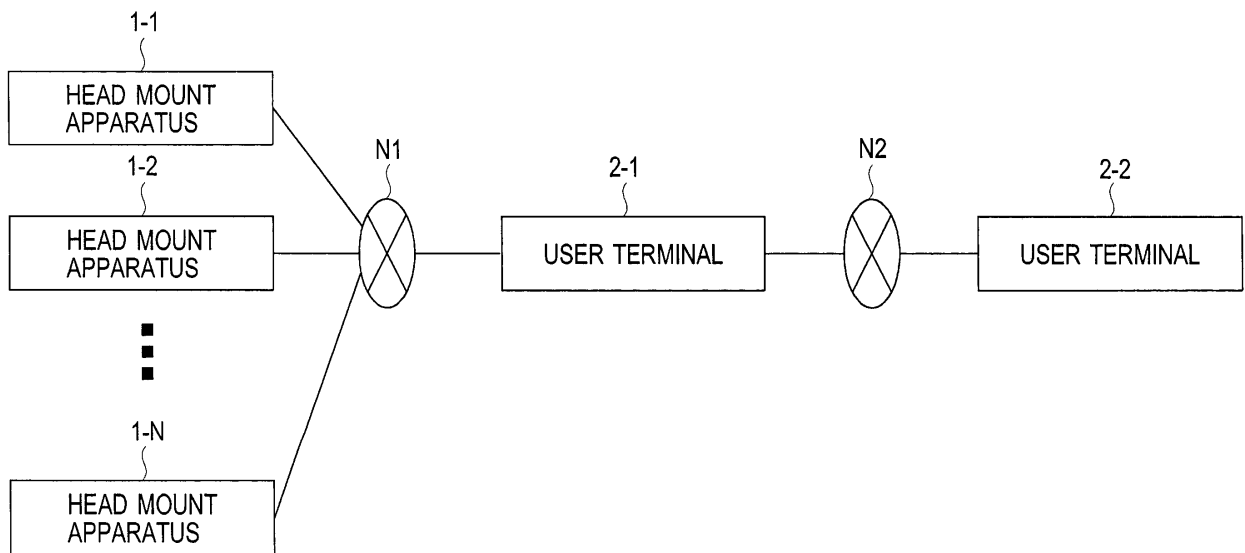 1-1
HEAD MOUNT
APPARATUS
1-2
HEAD MOUNT
APPARATUS
1-N
HEAD MOUNT
APPARATUS
N1
2-1
USER TERMINAL
N2
2-2
USER TERMINAL